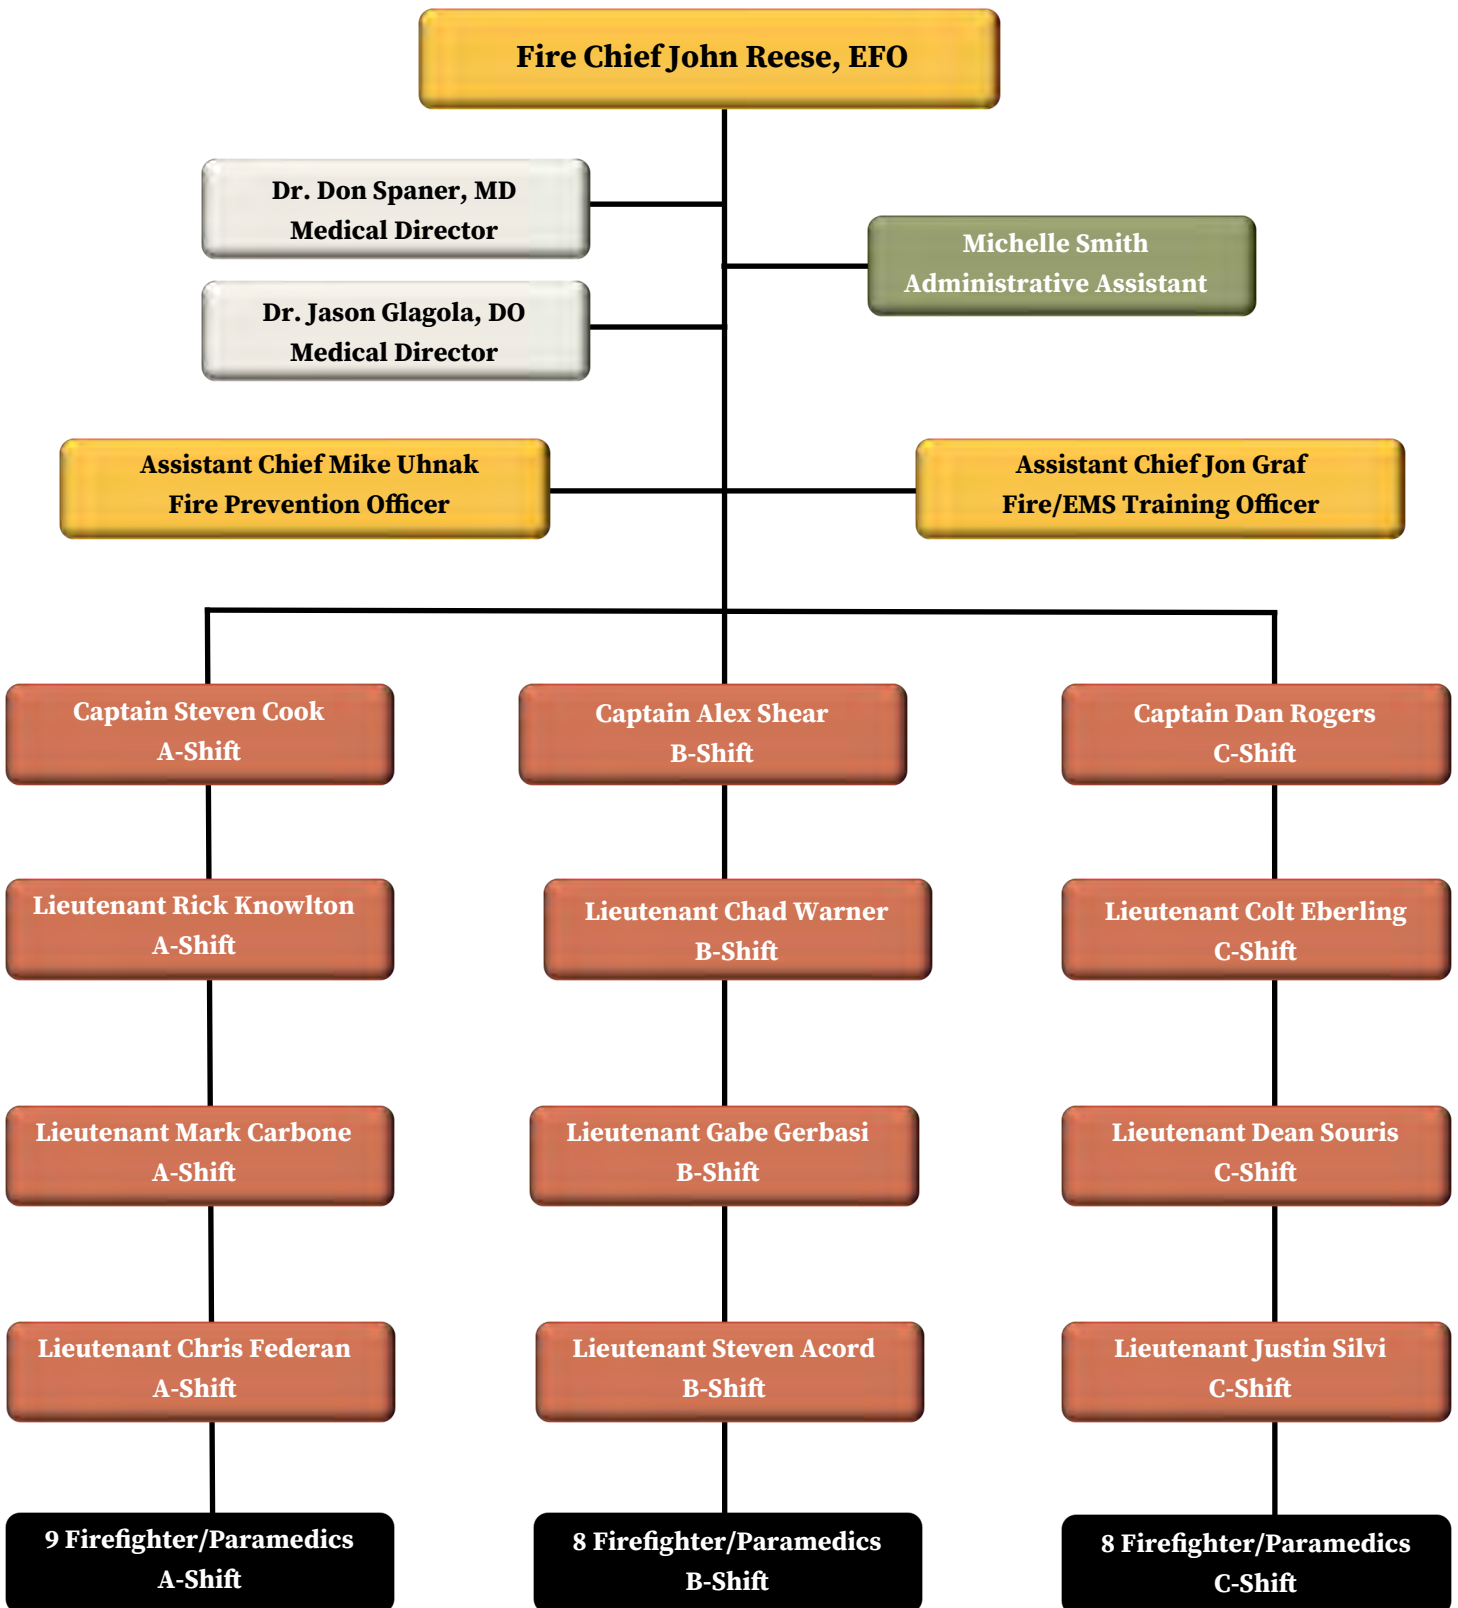 Fire Chief John Reese, EFO
Dr. Don Spaner, MD
Medical Director
Michelle Smith
Administrative Assistant
Dr. Jason Glagola, DO
Medical Director
Assistant Chief Mike Uhnak
Fire Prevention Officer
Assistant Chief Jon Graf
Fire/EMS Training Officer
Captain Steven Cook
A-Shift
Captain Alex Shear
B-Shift
Captain Dan Rogers
C-Shift
Lieutenant Rick Knowlton
A-Shift
Lieutenant Chad Warner
B-Shift
Lieutenant Colt Eberling
C-Shift
Lieutenant Mark Carbone
A-Shift
Lieutenant Gabe Gerbasi
B-Shift
Lieutenant Dean Souris
C-Shift
Lieutenant Chris Federan
A-Shift
Lieutenant Steven Acord
B-Shift
Lieutenant Justin Silvi
C-Shift
9 Firefighter/Paramedics
A-Shift
8 Firefighter/Paramedics
B-Shift
8 Firefighter/Paramedics
C-Shift